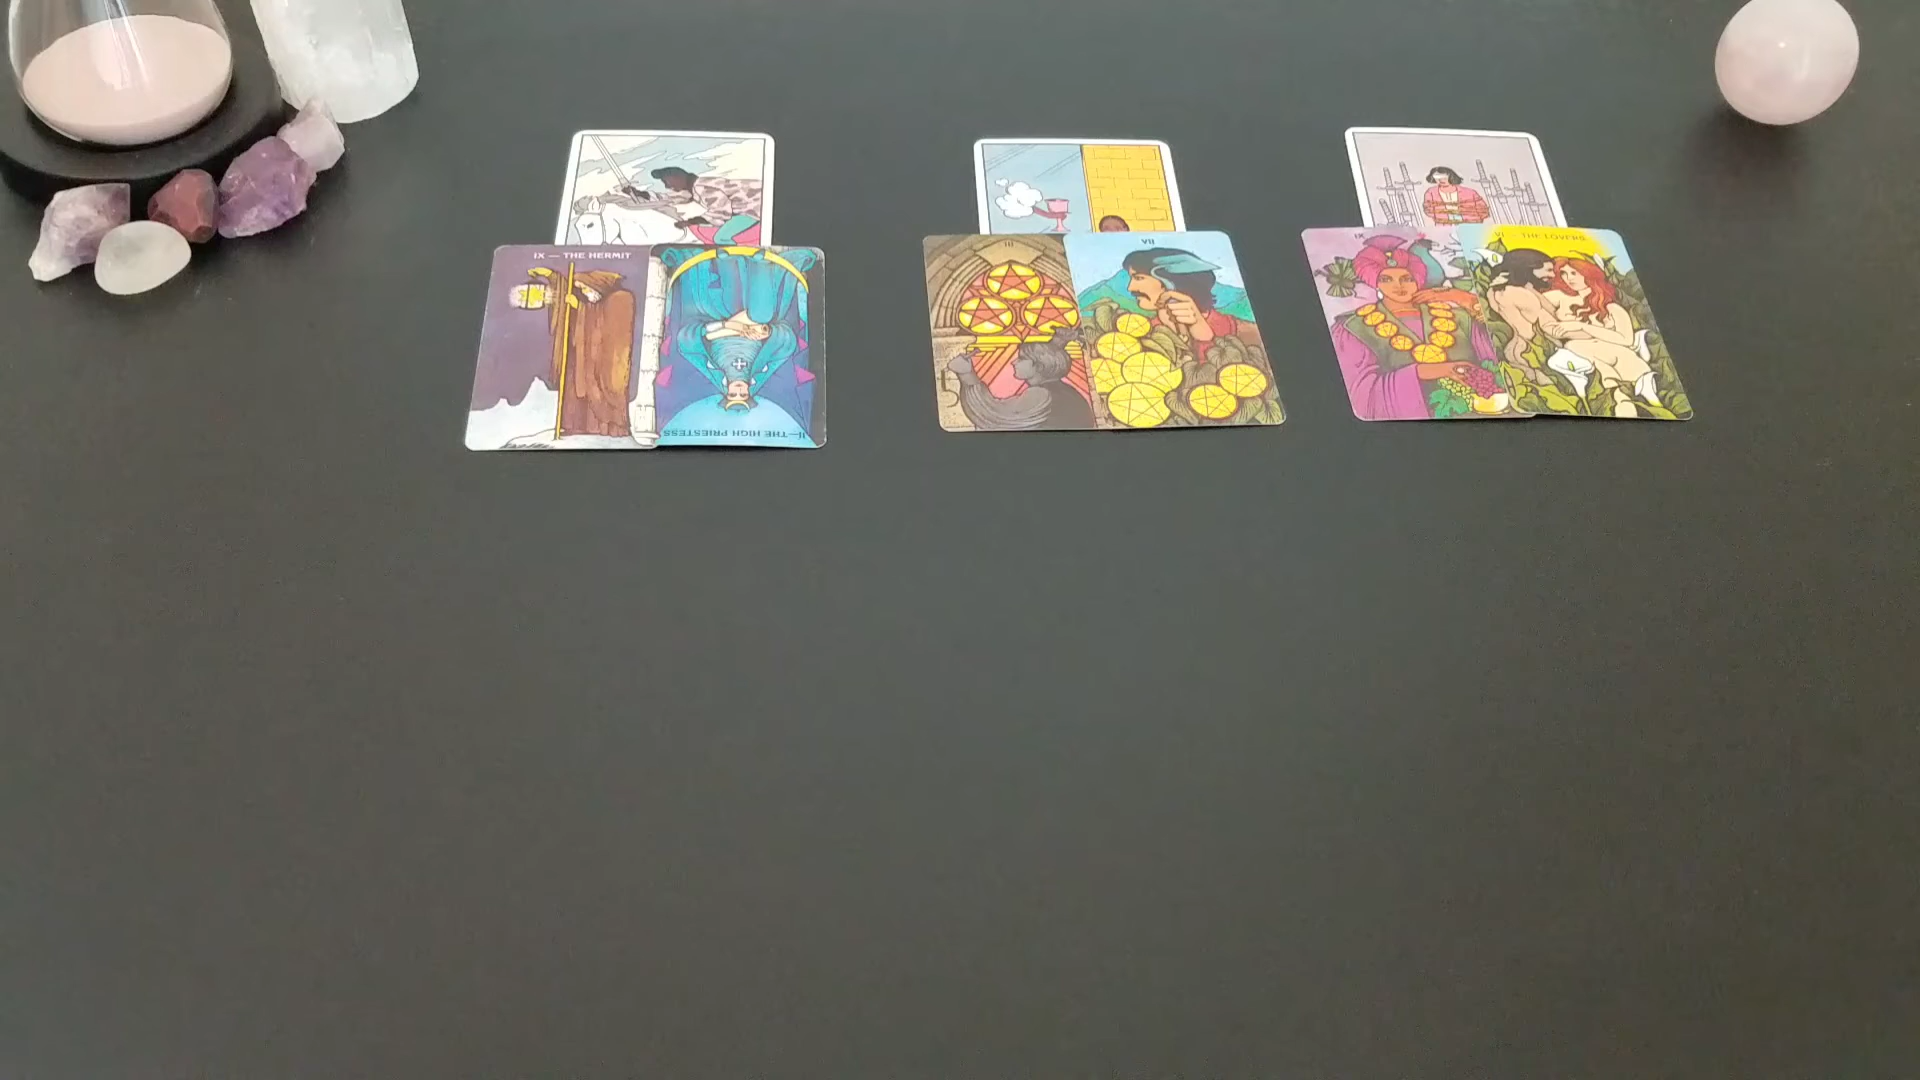 IX — THE HERMIT
II—THE HIGH PRIESTESS
III
VII
IX
VI — THE LOVERS